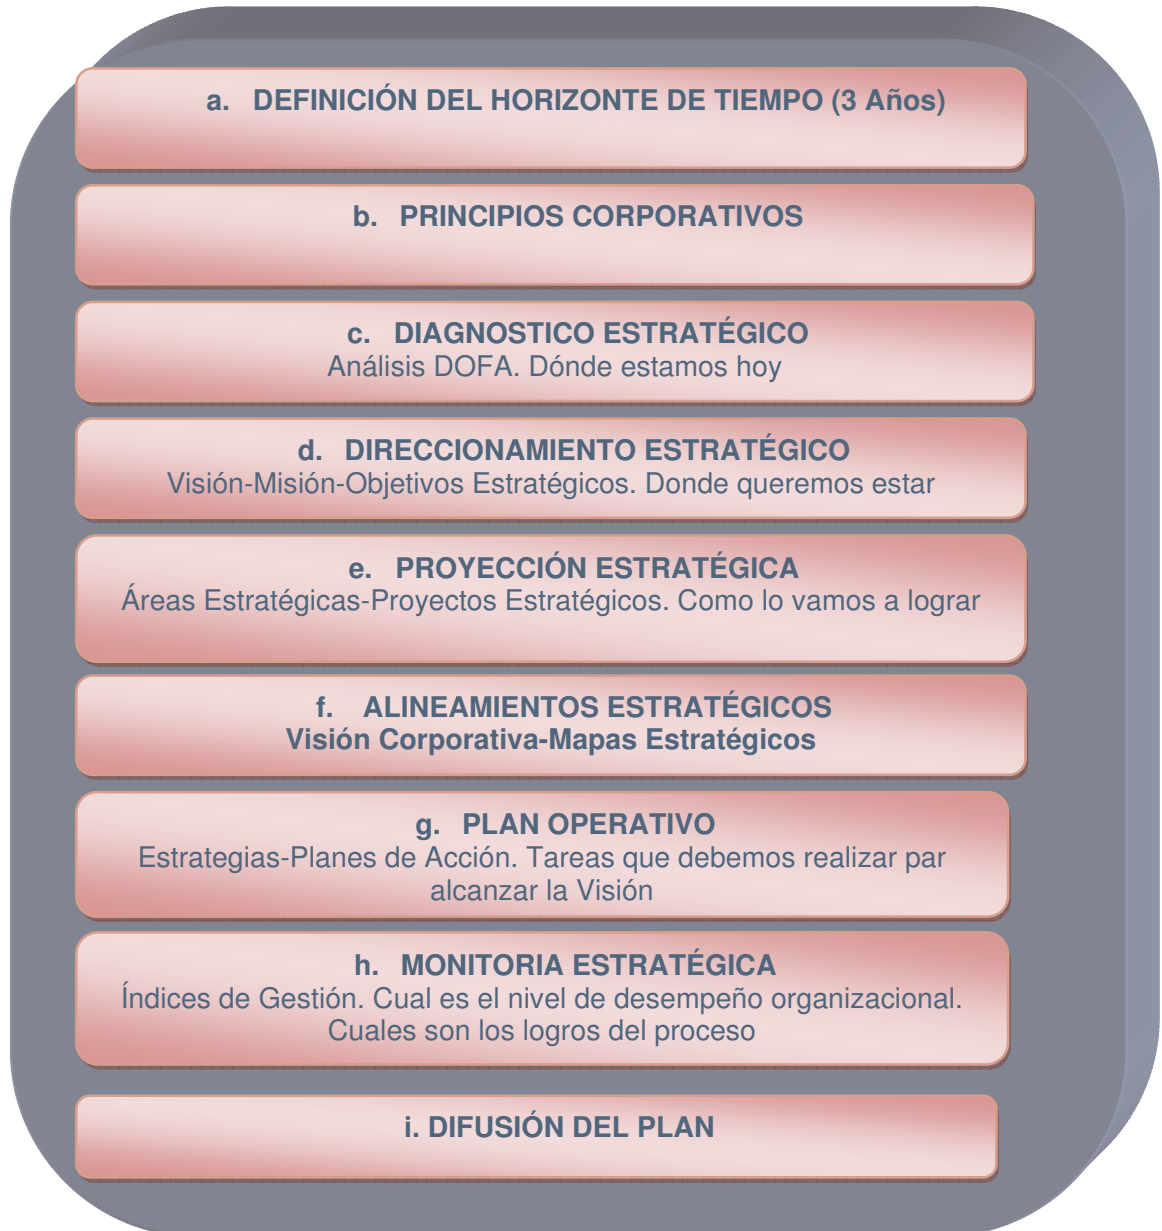 a. DEFINICIÓN DEL HORIZONTE DE TIEMPO (3 Años)
b. PRINCIPIOS CORPORATIVOS
c. DIAGNOSTICO ESTRATÉGICO
Análisis DOFA. Dónde estamos hoy
d. DIRECCIONAMIENTO ESTRATÉGICO
Visión-Misión-Objetivos Estratégicos. Donde queremos estar
e. PROYECCIÓN ESTRATÉGICA
Áreas Estratégicas-Proyectos Estratégicos. Como lo vamos a lograr
f. ALINEAMIENTOS ESTRATÉGICOS
Visión Corporativa-Mapas Estratégicos
g. PLAN OPERATIVO
Estrategias-Planes de Acción. Tareas que debemos realizar par
alcanzar la Visión
h. MONITORIA ESTRATÉGICA
Índices de Gestión. Cual es el nivel de desempeño organizacional.
Cuales son los logros del proceso
i. DIFUSIÓN DEL PLAN